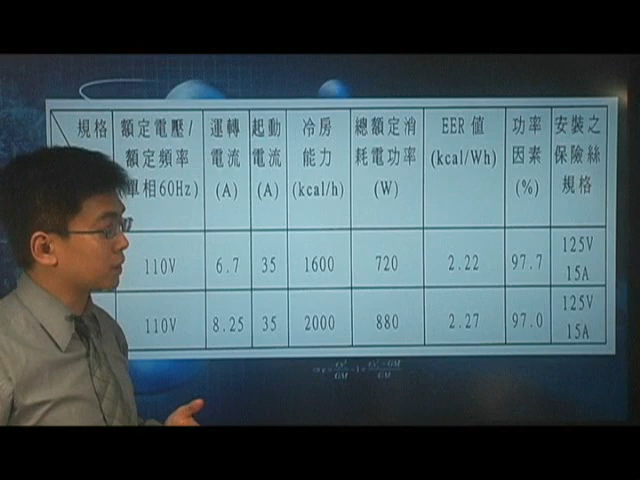 規格 額定電壓/ 運轉 起動 冷房 總額定消 EER 值 功率 安裝之
額定頻率 電流 電流 能力 耗電功率 (kcal/Wh) 因素 保險絲
單相60Hz) (A) (A) (kcal/h) (W) (%) 規格
110V 6.7 35 1600 720 2.22 97.7 125V
15A
110V 8.25 35 2000 880 2.27 97.0 125V
15A